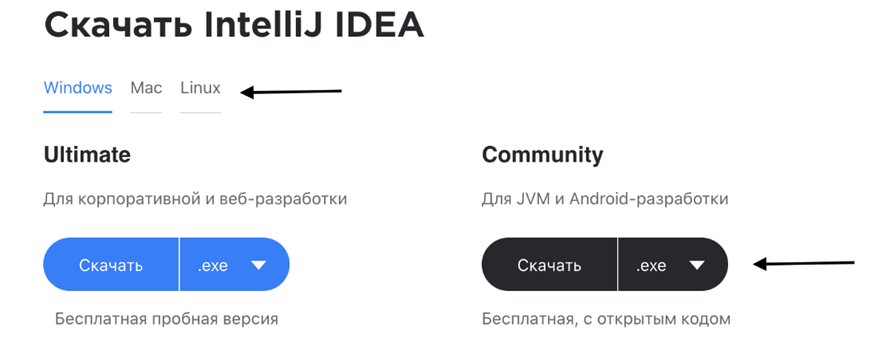 Скачать IntelliJ IDEA
Windows Mac Linux
Ultimate Community
Для корпоративной и веб-разработки Для JVM и Android-разработки
Скачать .exe Скачать .exe
Бесплатная пробная версия Бесплатная, с открытым кодом